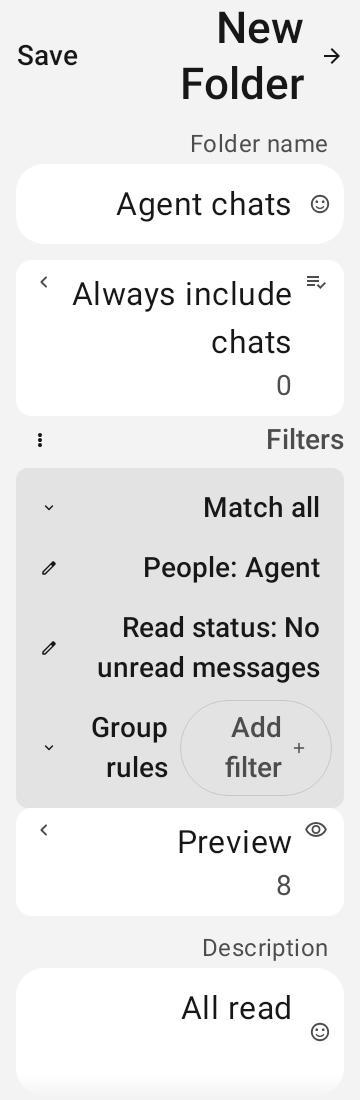 New
Folder
Save
Folder name
Agent chats
Always include
chats
0
Filters
Match all
People: Agent
Read status: No
unread messages
Add
filter
Group
rules
Preview
8
Description
All read